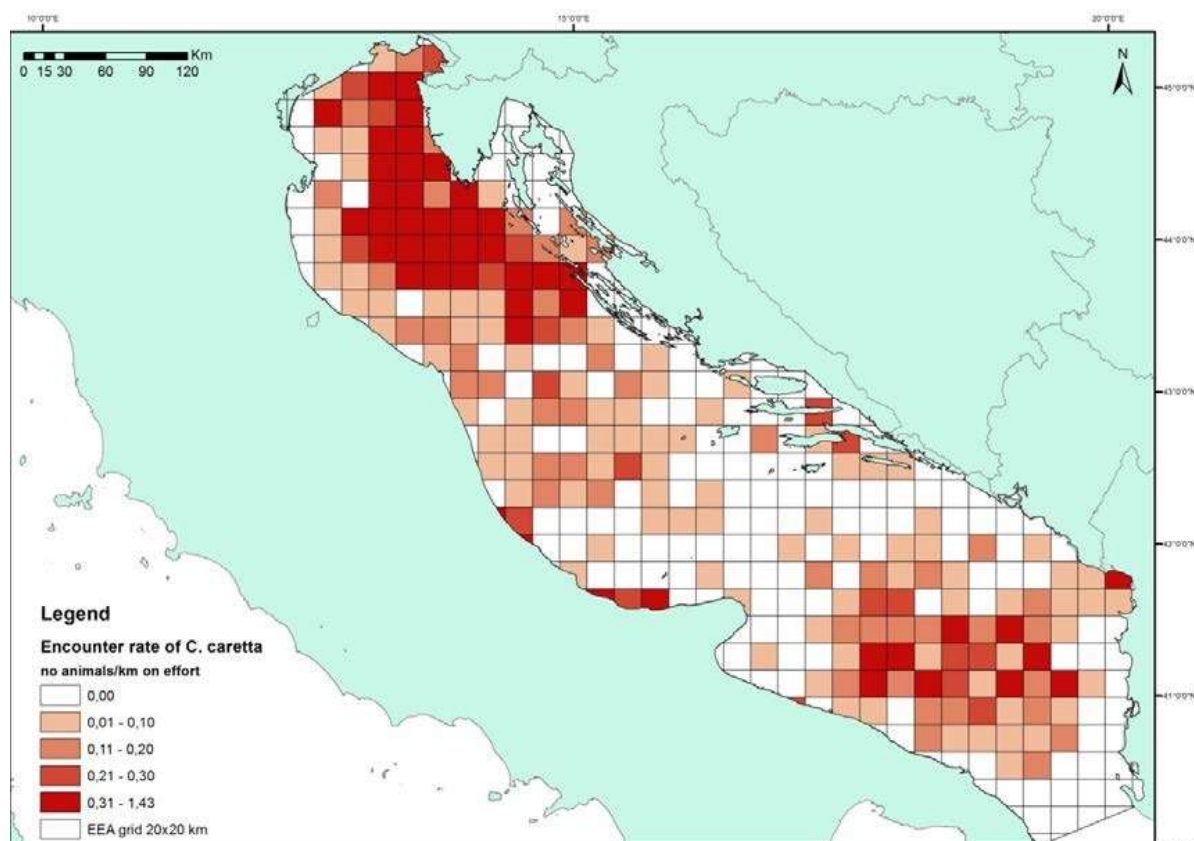 10°0'0"E
15°0'0"E
20°0'0"E
Km
0 15 30 60 90 120
N
45°0'0"N
44°0'0"N
43°0'0"N
42°0'0"N
41°0'0"N
Legend
Encounter rate of C. caretta
no animals/km on effort
0,00
0,01 - 0,10
0,11 - 0,20
0,21 - 0,30
0,31 - 1,43
EEA grid 20x20 km